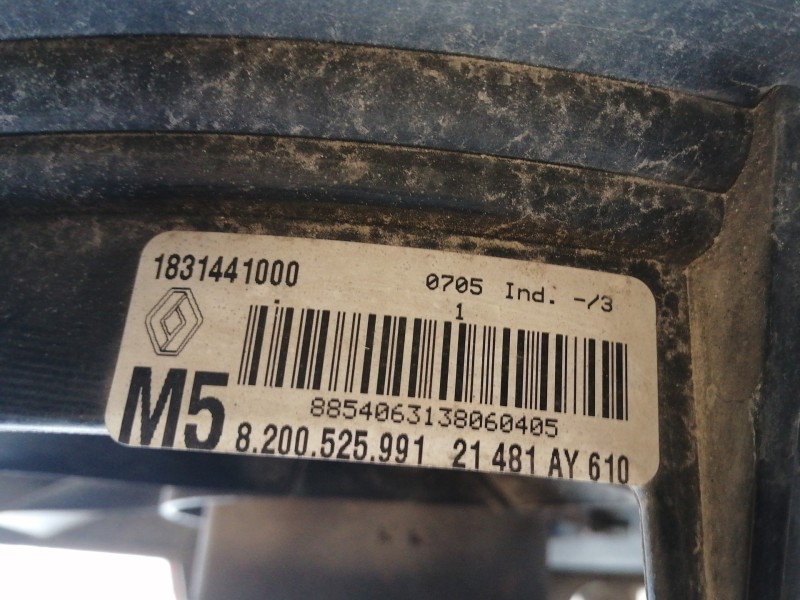 1831441000
0705 Ind. -/3
1
M5
8854063138060405
8.200.525.991 21 481 AY 610